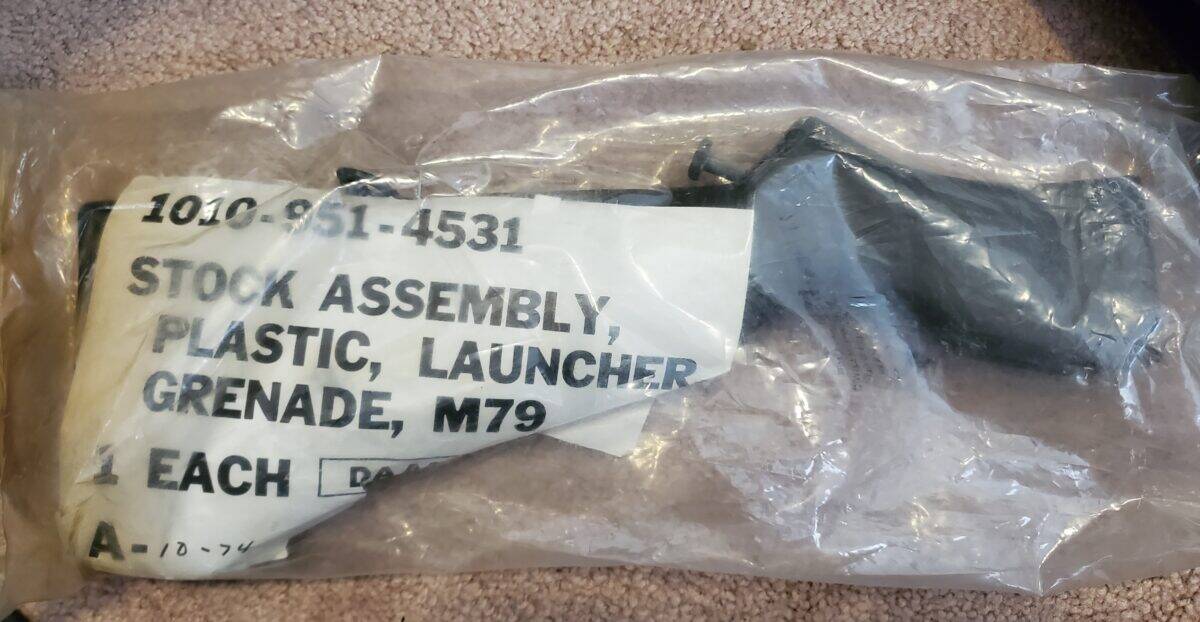 1010-951-4531
STOCK ASSEMBLY,
PLASTIC, LAUNCHER
GRENADE, M79
1 EACH
A-10-74